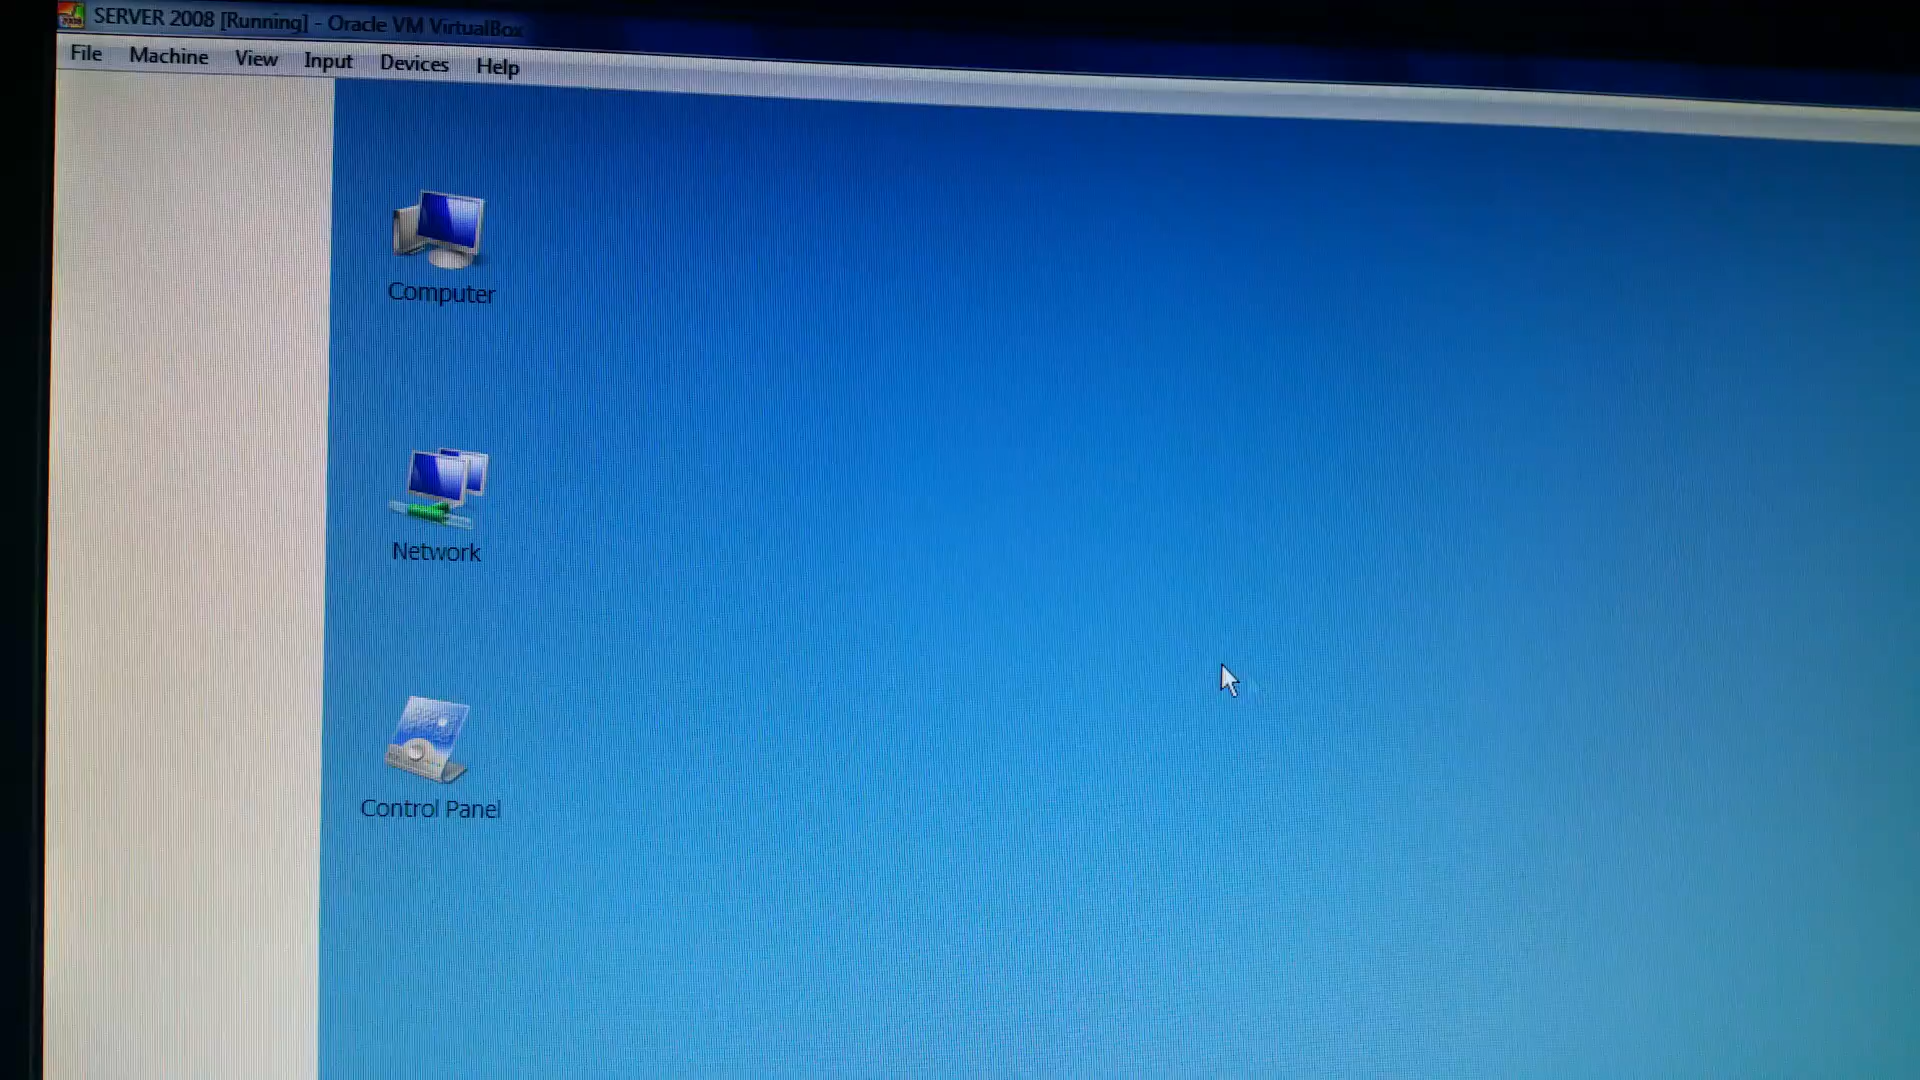 SERVER 2008 [Running] - Oracle VM VirtualBox
File Machine View Input Devices Help
Computer
Network
Control Panel